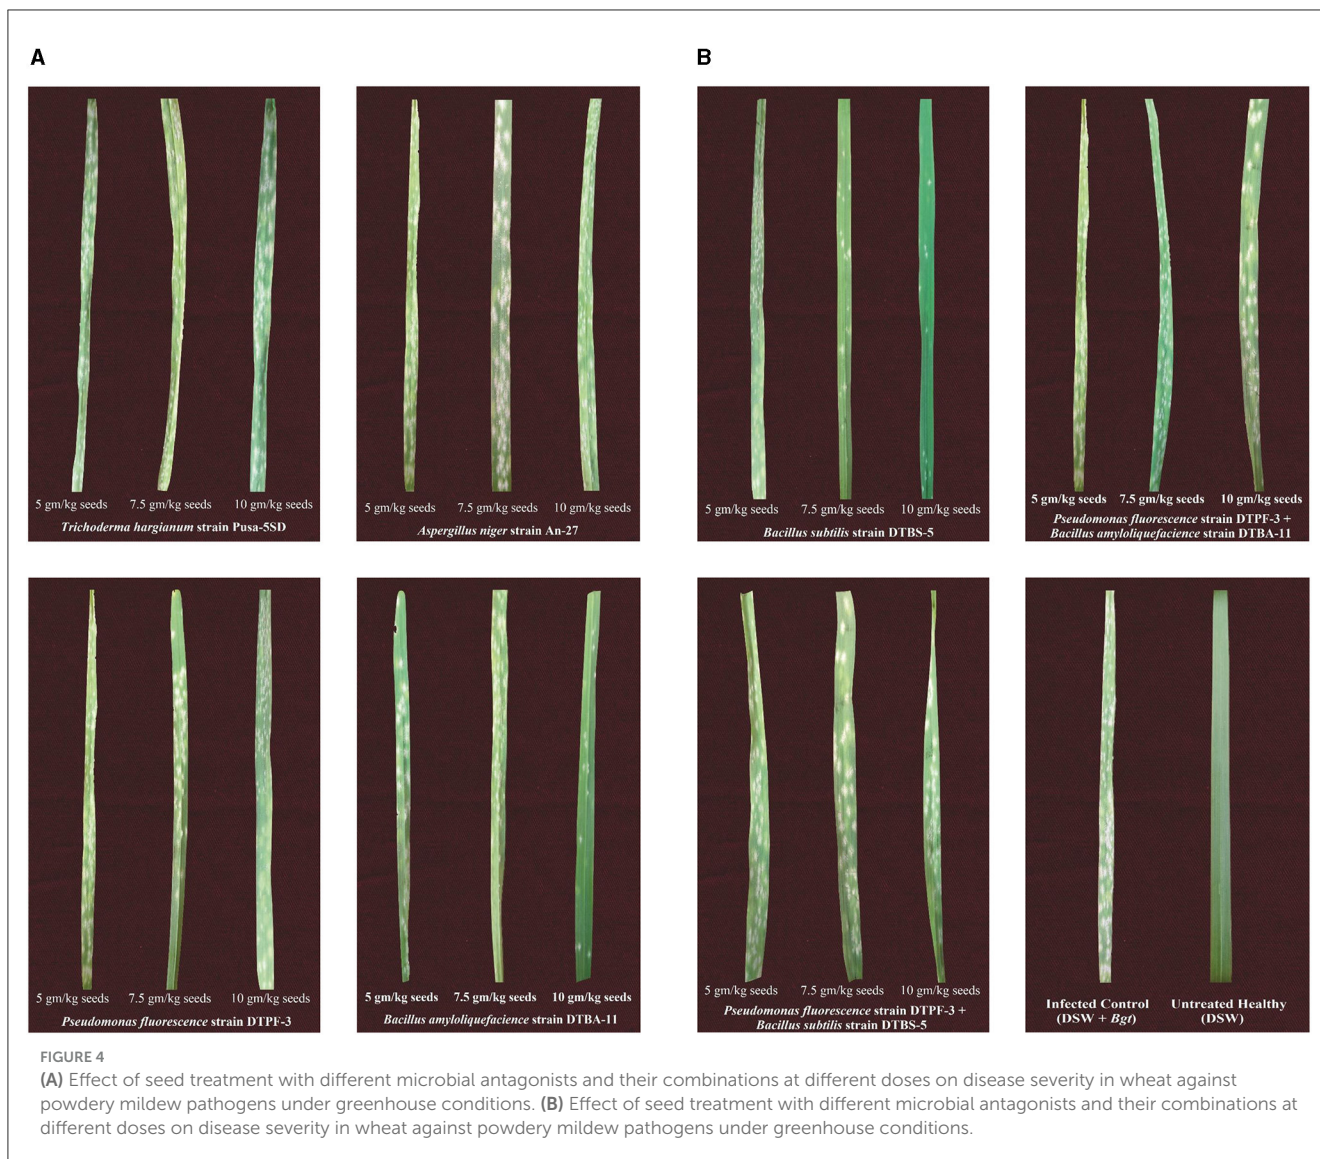 A
B
5 gm/kg seeds 7.5 gm/kg seeds 10 gm/kg seeds
Trichoderma hargianum strain Pusa-5SD
5 gm/kg seeds 7.5 gm/kg seeds 10 gm/kg seeds
Aspergillus niger strain An-27
5 gm/kg seeds 7.5 gm/kg seeds 10 gm/kg seeds
Bacillus subtilis strain DTBS-5
5 gm/kg seeds 7.5 gm/kg seeds 10 gm/kg seeds
Pseudomonas fluorescence strain DTPF-3 +
Bacillus amyloliquefacience strain DTBA-11
5 gm/kg seeds 7.5 gm/kg seeds 10 gm/kg seeds
Pseudomonas fluorescence strain DTPF-3
5 gm/kg seeds 7.5 gm/kg seeds 10 gm/kg seeds
Bacillus amyloliquefacience strain DTBA-11
5 gm/kg seeds 7.5 gm/kg seeds 10 gm/kg seeds
Pseudomonas fluorescence strain DTPF-3 +
Bacillus subtilis strain DTBS-5
Infected Control Untreated Healthy
(DSW + Bgt) (DSW)
FIGURE 4
(A) Effect of seed treatment with different microbial antagonists and their combinations at different doses on disease severity in wheat against
powdery mildew pathogens under greenhouse conditions. (B) Effect of seed treatment with different microbial antagonists and their combinations at
different doses on disease severity in wheat against powdery mildew pathogens under greenhouse conditions.